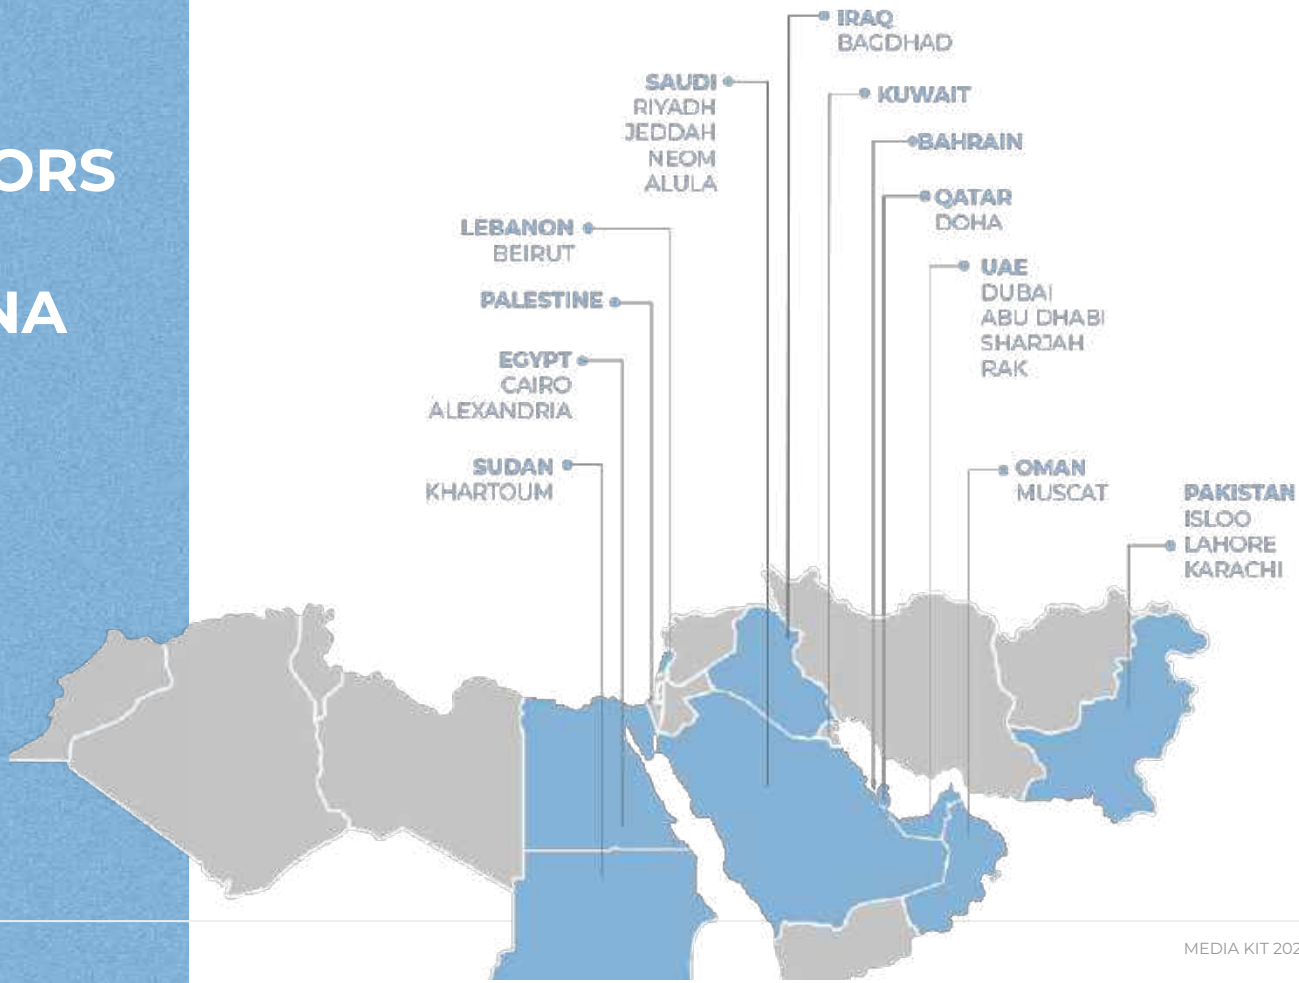 ORS
NA
IRAQ
BAGDHAD
SAUDI
RIYADH
JEDDAH
NEOM
ALULA
KUWAIT
BAHRAIN
QATAR
DOHA
LEBANON
BEIRUT
UAE
DUBAI
ABU DHABI
SHARJAH
RAK
PALESTINE
EGYPT
CAIRO
ALEXANDRIA
SUDAN
KHARTOUM
OMAN
MUSCAT
PAKISTAN
ISLOO
LAHORE
KARACHI
MEDIA KIT 202